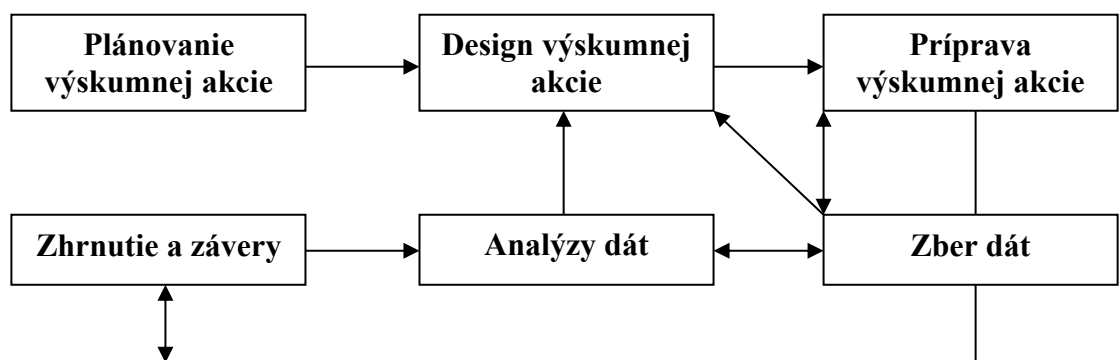 Plánovanie
výskumnej akcie
Design výskumnej
akcie
Príprava
výskumnej akcie
Zhrnutie a závery
Analýzy dát
Zber dát